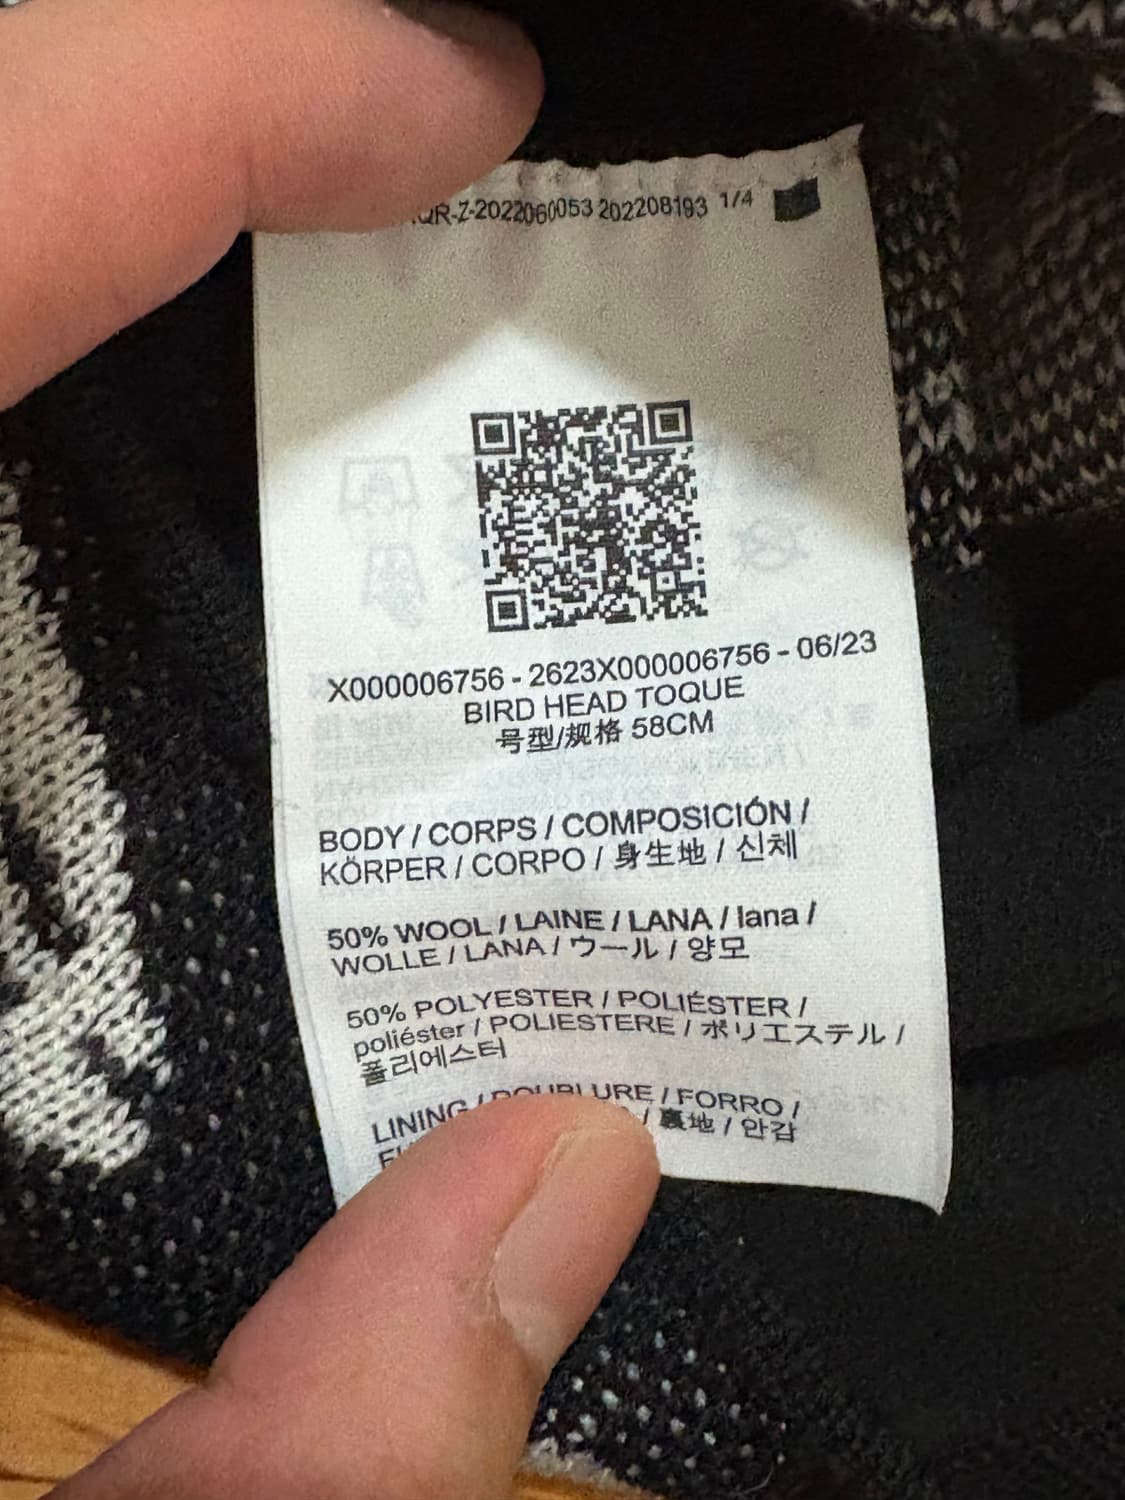 QR-Z-2022060053 202208193 1/4
X000006756 - 2623X000006756 - 06/23
BIRD HEAD TOQUE
号型/规格 58CM
BODY / CORPS / COMPOSICIÓN /
KÖRPER / CORPO / 身生地 / 신체
50% WOOL / LAINE / LANA / lana /
WOLLE / LANA / ウール / 양모
50% POLYESTER / POLIÉSTER /
poliéster / POLIESTERE / ポリエステル /
폴리에스터
LINING / DOUBLURE / FORRO /
/ 裏地 / 안감